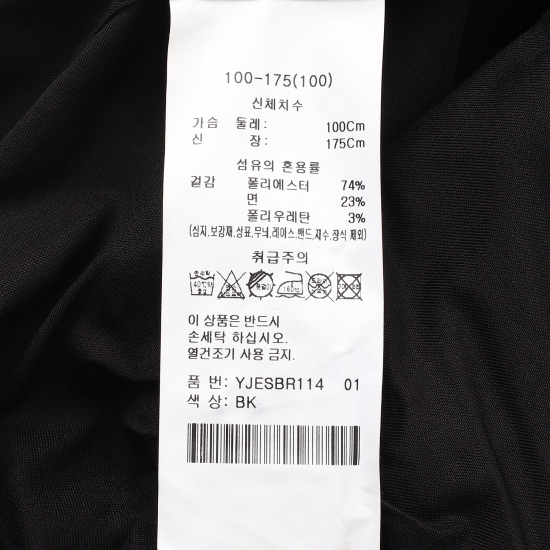 100-175(100)
신체치수
가슴 둘레: 100Cm
신 장: 175Cm
섬유의 혼용률
겉감 폴리에스터 74%
면 23%
폴리우레탄 3%
(심지,보강재,상표,무늬,레이스,밴드,자수,장식 제외)
취급주의
이 상품은 반드시
손세탁 하십시오.
열건조기 사용 금지.
품 번: YJESBR114 01
색 상: BK